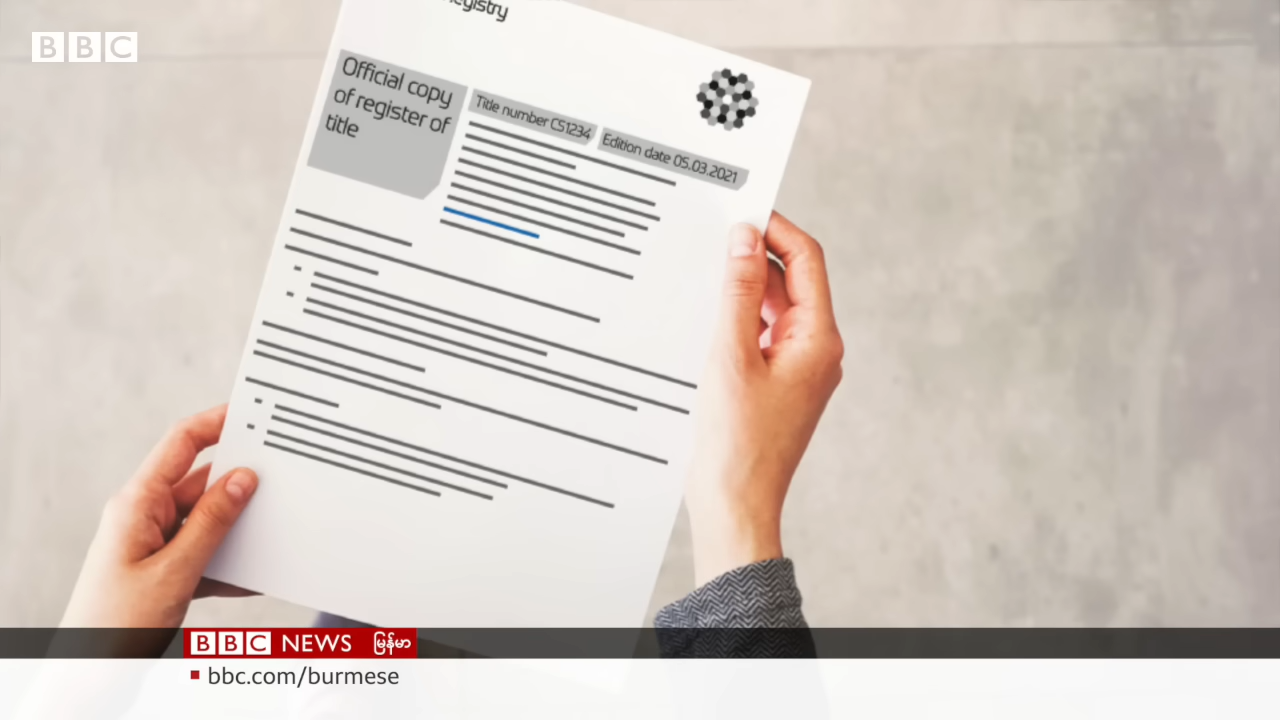 BBC
Official copy
of register of
title
Title number CS1234
Edition date 05.03.2021
BBC NEWS မြန်မာ
bbc.com/burmese